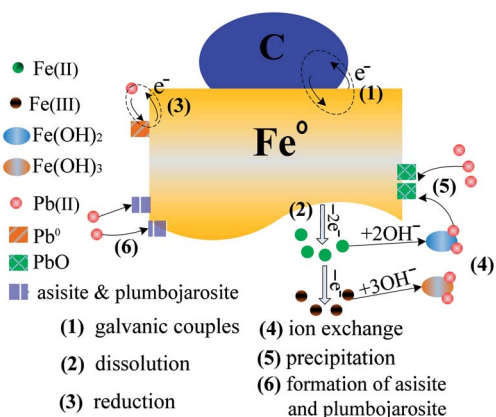 C
e⁻
(1)
Fe(II)
Fe(III)
Fe(OH)₂
Fe(OH)₃
Pb(II)
Pb⁰
PbO
asisite & plumbojarosite
e⁻
(3)
Feº
(5)
(2) -2e⁻
+2OH⁻
(4)
-e⁻
+3OH⁻
(6)
(1) galvanic couples
(2) dissolution
(3) reduction
(4) ion exchange
(5) precipitation
(6) formation of asisite
and plumbojarosite